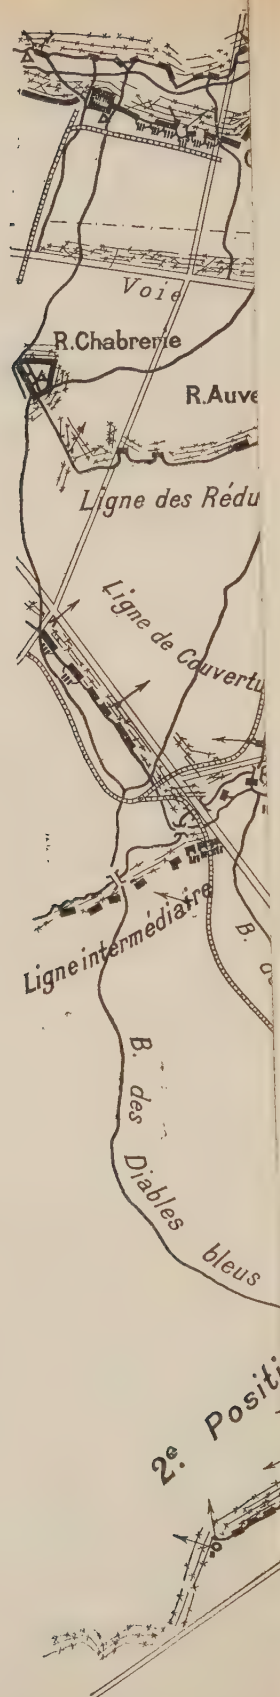 Voie
R.Chabrerie
R.Auve
Ligne des Rédu
Ligne de Couvertu
Ligne intermédiaire
B.
B. des Diables bleus
2e. Positi